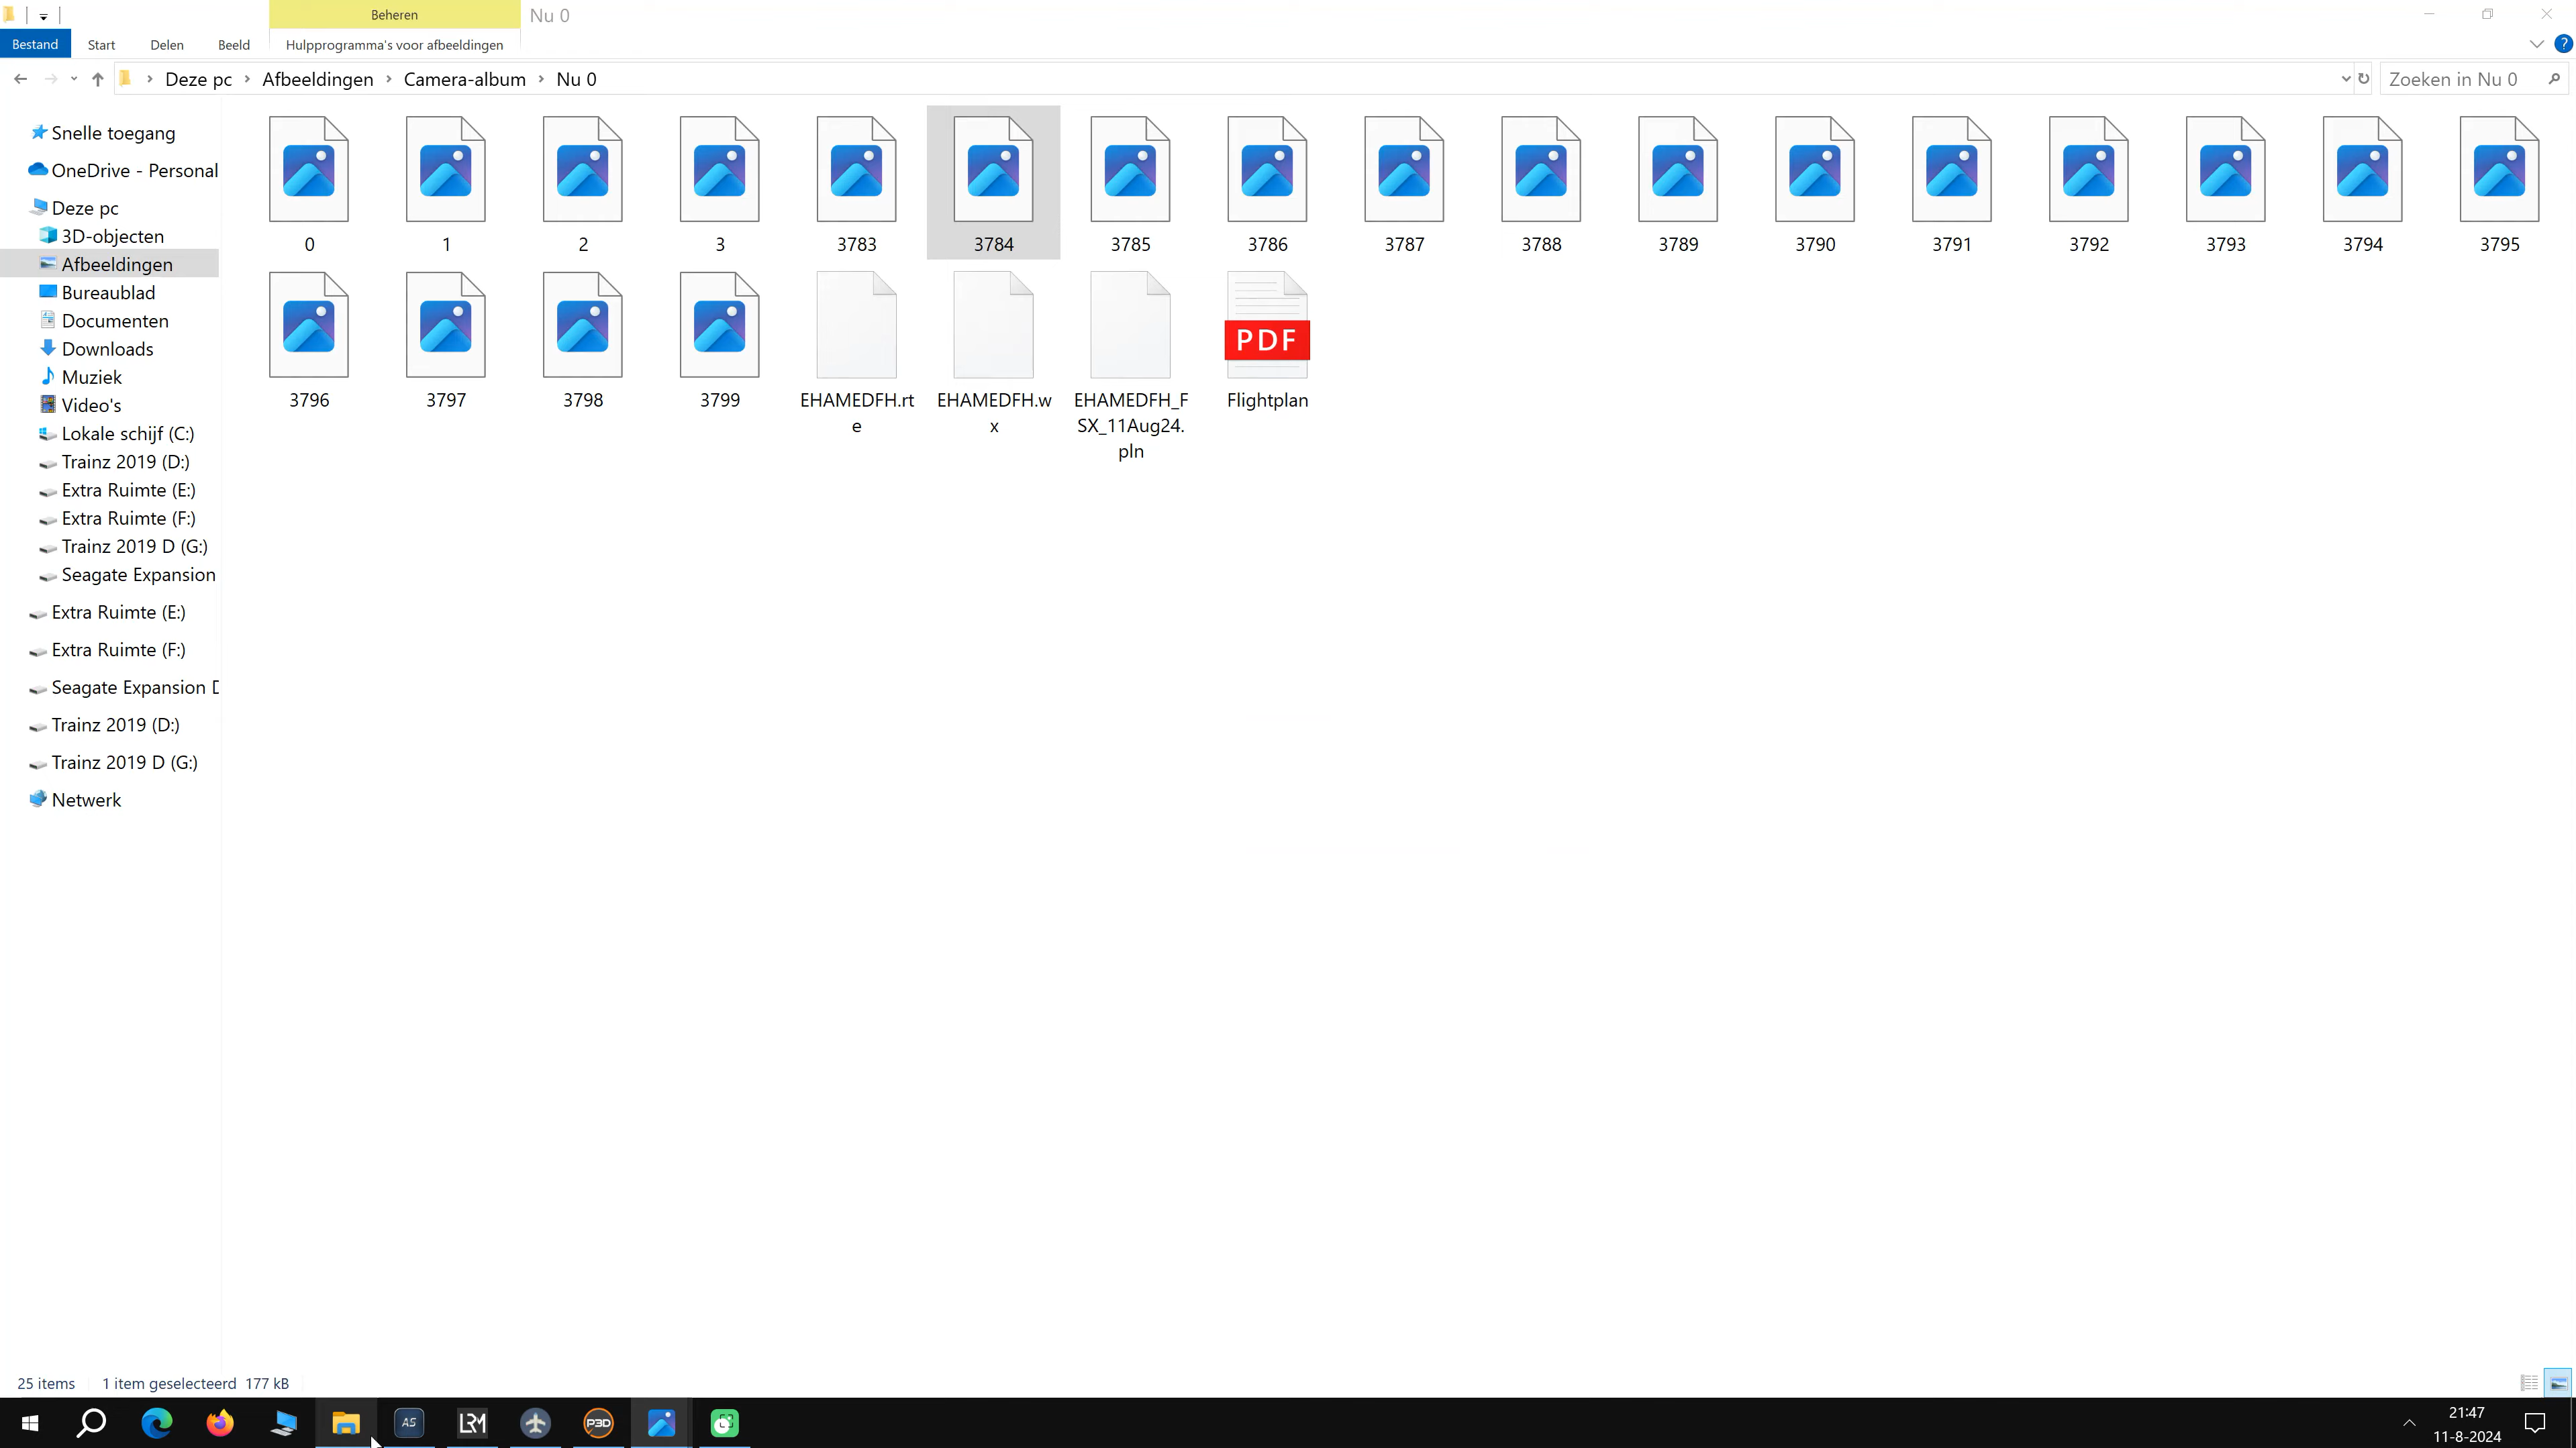 Beheren
Nu 0
Bestand
Start
Delen
Beeld
Hulpprogramma's voor afbeeldingen
?
Deze pc
Afbeeldingen
Camera-album
Nu 0
Zoeken in Nu 0
Snelle toegang
OneDrive - Personal
Deze pc
3D-objecten
Afbeeldingen
Bureaublad
Documenten
Downloads
Muziek
Video's
Lokale schijf (C:)
Trainz 2019 (D:)
Extra Ruimte (E:)
Extra Ruimte (F:)
Trainz 2019 D (G:)
Seagate Expansion
Extra Ruimte (E:)
Extra Ruimte (F:)
Seagate Expansion D
Trainz 2019 (D:)
Trainz 2019 D (G:)
Netwerk
0
1
2
3
3783
3784
3785
3786
3787
3788
3789
3790
3791
3792
3793
3794
3795
3796
3797
3798
3799
EHAMEDFH.rt
e
EHAMEDFH.w
x
EHAMEDFH_F
SX_11Aug24.
pln
PDF
Flightplan
25 items
1 item geselecteerd 177 kB
AS
LRM
P3D
21:47
11-8-2024